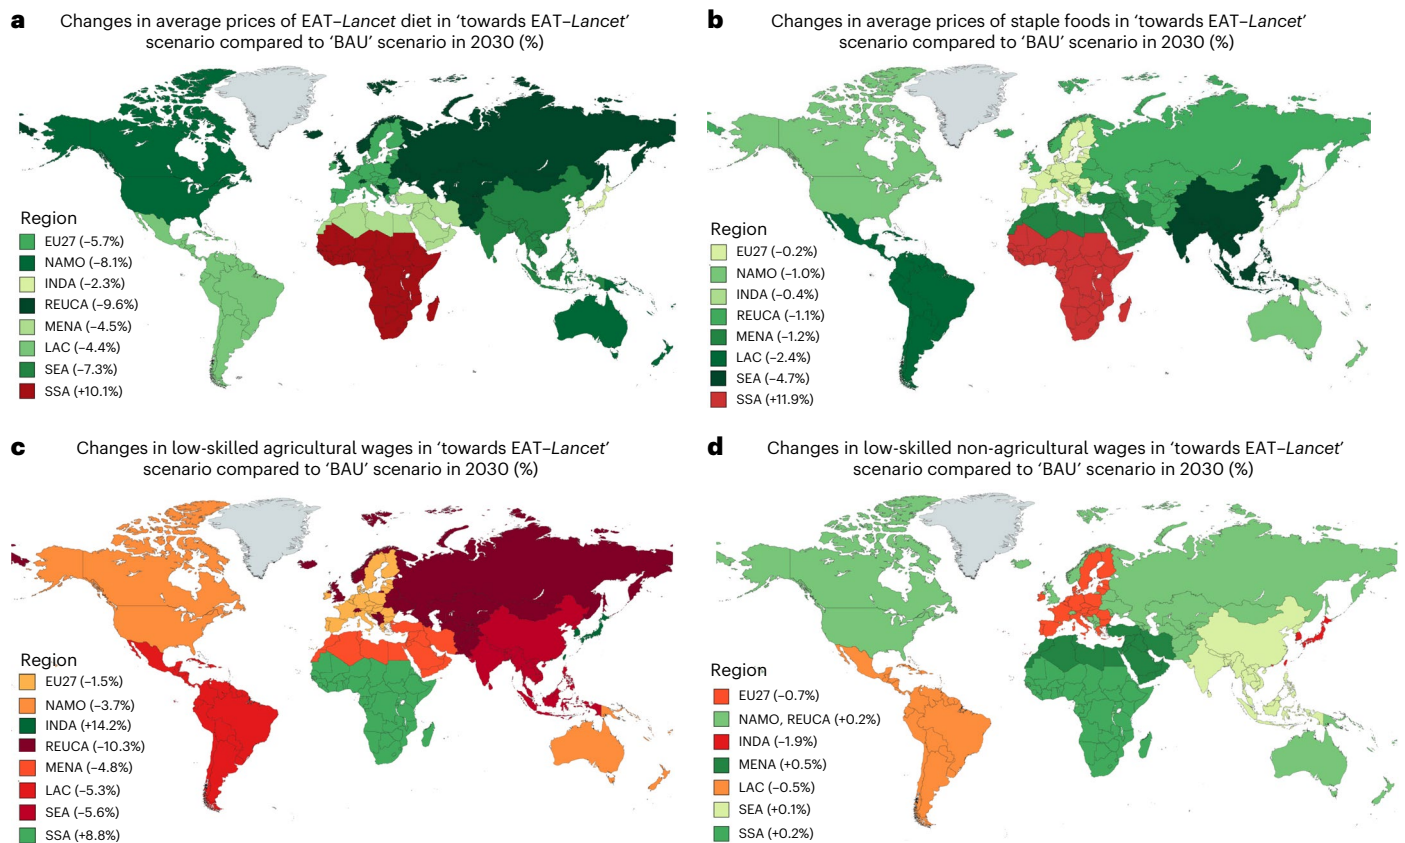 a
Changes in average prices of EAT–Lancet diet in ‘towards EAT–Lancet’
scenario compared to ‘BAU’ scenario in 2030 (%)
Region
EU27 (−5.7%)
NAMO (−8.1%)
INDA (−2.3%)
REUCA (−9.6%)
MENA (−4.5%)
LAC (−4.4%)
SEA (−7.3%)
SSA (+10.1%)
b
Changes in average prices of staple foods in ‘towards EAT–Lancet’
scenario compared to ‘BAU’ scenario in 2030 (%)
Region
EU27 (−0.2%)
NAMO (−1.0%)
INDA (−0.4%)
REUCA (−1.1%)
MENA (−1.2%)
LAC (−2.4%)
SEA (−4.7%)
SSA (+11.9%)
c
Changes in low-skilled agricultural wages in ‘towards EAT–Lancet’
scenario compared to ‘BAU’ scenario in 2030 (%)
Region
EU27 (−1.5%)
NAMO (−3.7%)
INDA (+14.2%)
REUCA (−10.3%)
MENA (−4.8%)
LAC (−5.3%)
SEA (−5.6%)
SSA (+8.8%)
d
Changes in low-skilled non-agricultural wages in ‘towards EAT–Lancet’
scenario compared to ‘BAU’ scenario in 2030 (%)
Region
EU27 (−0.7%)
NAMO, REUCA (+0.2%)
INDA (−1.9%)
MENA (+0.5%)
LAC (−0.5%)
SEA (+0.1%)
SSA (+0.2%)